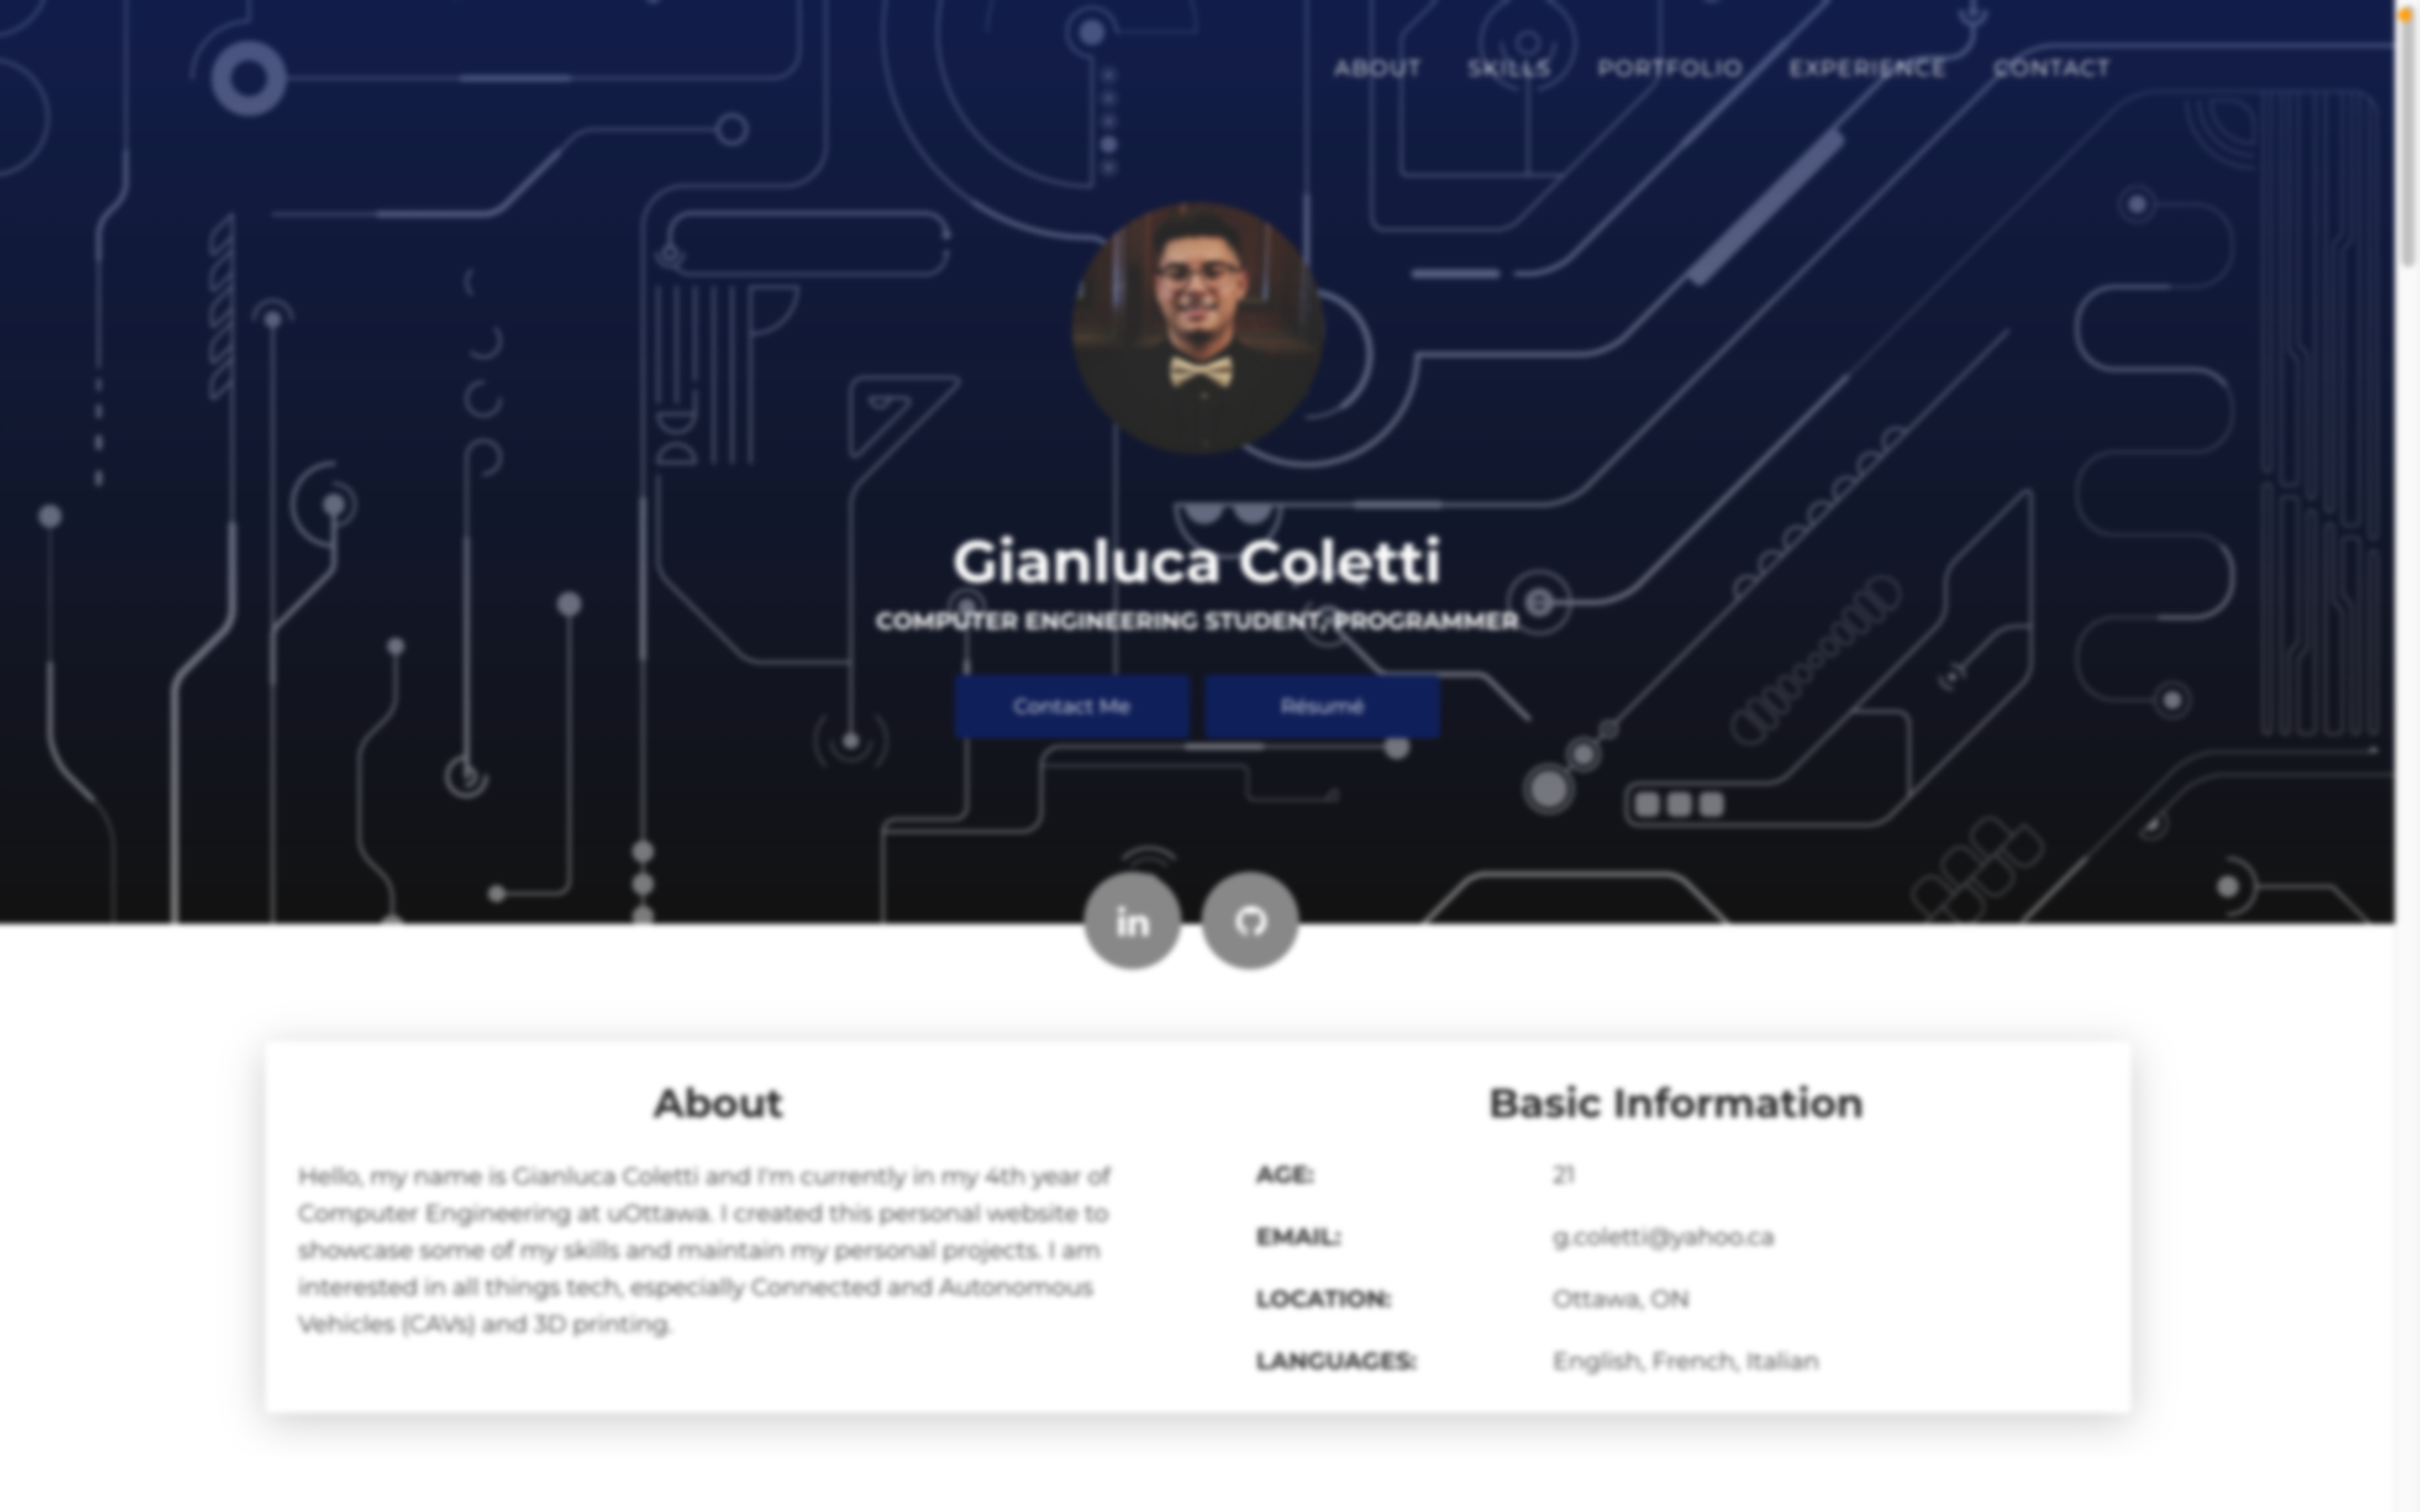 ABOUT SKILLS PORTFOLIO EXPERIENCE CONTACT
Gianluca Coletti
COMPUTER ENGINEERING STUDENT, PROGRAMMER
Contact Me Résumé
in
About
Hello, my name is Gianluca Coletti and I'm currently in my 4th year of
Computer Engineering at uOttawa. I created this personal website to
showcase some of my skills and maintain my personal projects. I am
interested in all things tech, especially Connected and Autonomous
Vehicles (CAVs) and 3D printing.
Basic Information
AGE: 21
EMAIL: g.coletti@yahoo.ca
LOCATION: Ottawa, ON
LANGUAGES: English, French, Italian